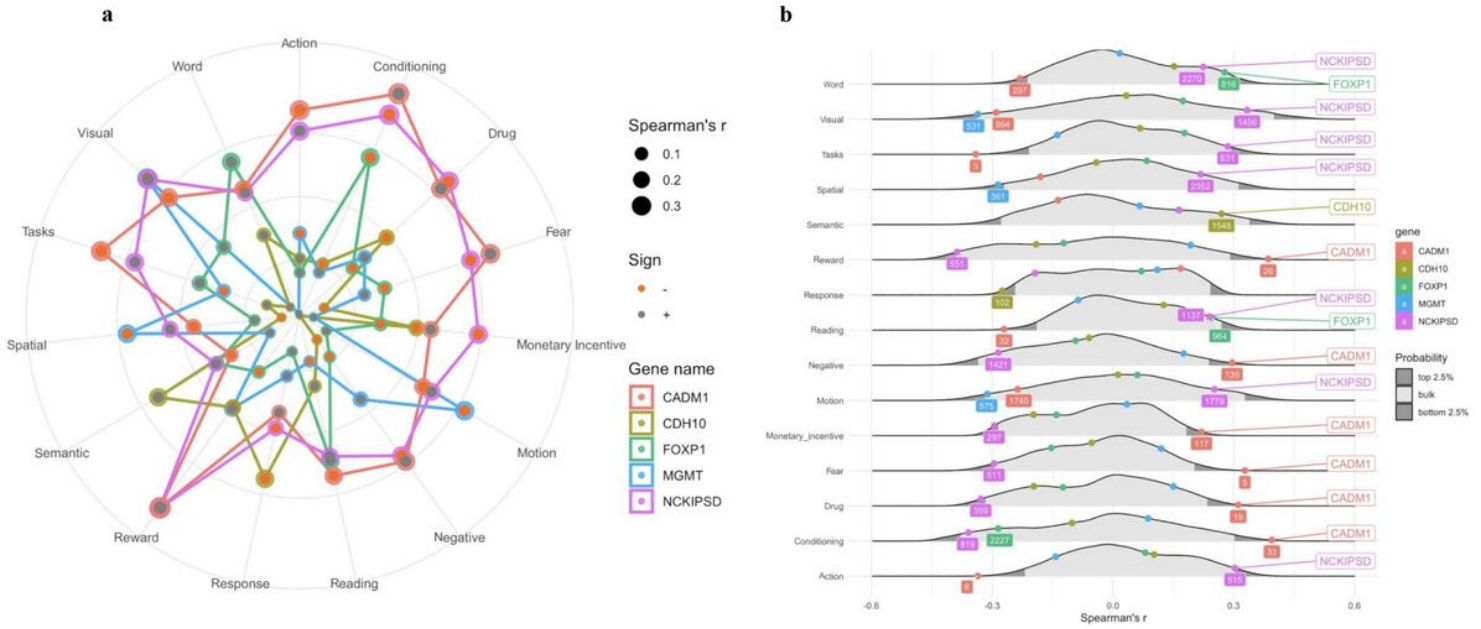 a
Action
Conditioning
Drug
Fear
Monetary Incentive
Motion
Negative
Reading
Response
Reward
Semantic
Spatial
Tasks
Visual
Word
Spearman's r
0.1
0.2
0.3
Sign
-
+
Gene name
CADM1
CDH10
FOXP1
MGMT
NCKIPSD
b
Word
297
2270
816
NCKIPSD
FOXP1
Visual
531
994
1456
NCKIPSD
Tasks
3
631
NCKIPSD
Spatial
361
2352
NCKIPSD
Semantic
1548
CDH10
Reward
651
26
CADM1
Response
102
Reading
32
1137
964
NCKIPSD
FOXP1
Negative
1421
139
CADM1
Motion
575
1740
1779
NCKIPSD
Monetary_incentive
297
117
CADM1
Fear
511
5
CADM1
Drug
359
19
CADM1
Conditioning
819
2227
33
CADM1
Action
6
515
NCKIPSD
-0.6
-0.3
0.0
0.3
0.6
Spearman's r
gene
a CADM1
a CDH10
a FOXP1
a MGMT
a NCKIPSD
Probability
top 2.5%
bulk
bottom 2.5%